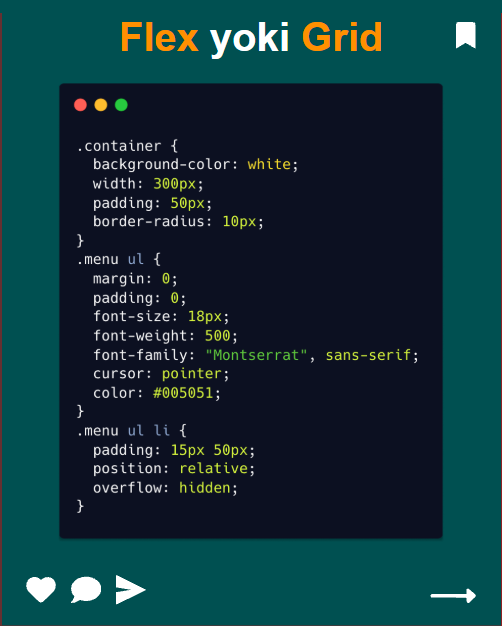 Flex yoki Grid
.container {
  background-color: white;
  width: 300px;
  padding: 50px;
  border-radius: 10px;
}
.menu ul {
  margin: 0;
  padding: 0;
  font-size: 18px;
  font-weight: 500;
  font-family: "Montserrat", sans-serif;
  cursor: pointer;
  color: #005051;
}
.menu ul li {
  padding: 15px 50px;
  position: relative;
  overflow: hidden;
}